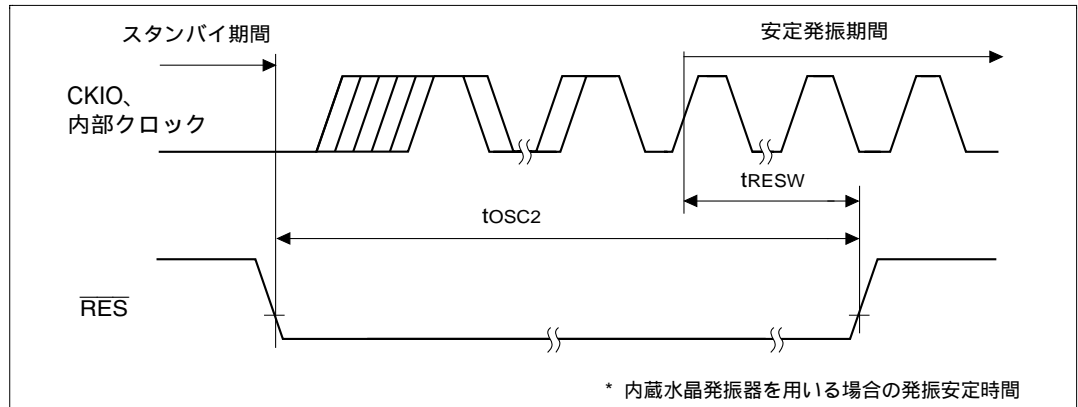 スタンバイ期間
安定発振期間
CKIO、
内部クロック
tRESW
tOSC2
RES
* 内蔵水晶発振器を用いる場合の発振安定時間